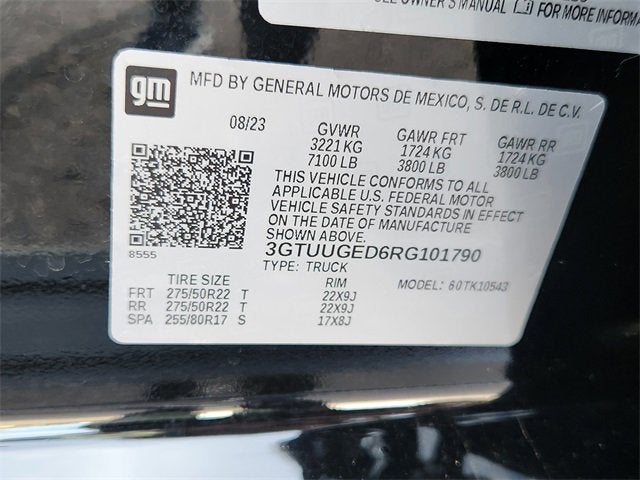 OWNER'S MANUAL FOR MORE INFORMA
gm
MFD BY GENERAL MOTORS DE MEXICO, S. DE R.L. DE C.V.
08/23 GVWR GAWR FRT GAWR RR
3221 KG 1724 KG 1724 KG
7100 LB 3800 LB 3800 LB
THIS VEHICLE CONFORMS TO ALL
APPLICABLE U.S. FEDERAL MOTOR
VEHICLE SAFETY STANDARDS IN EFFECT
ON THE DATE OF MANUFACTURE
SHOWN ABOVE.
8555
3GTUUGED6RG101790
TYPE: TRUCK
TIRE SIZE RIM MODEL: 60TK10543
FRT 275/50R22 T 22X9J
RR 275/50R22 T 22X9J
SPA 255/80R17 S 17X8J